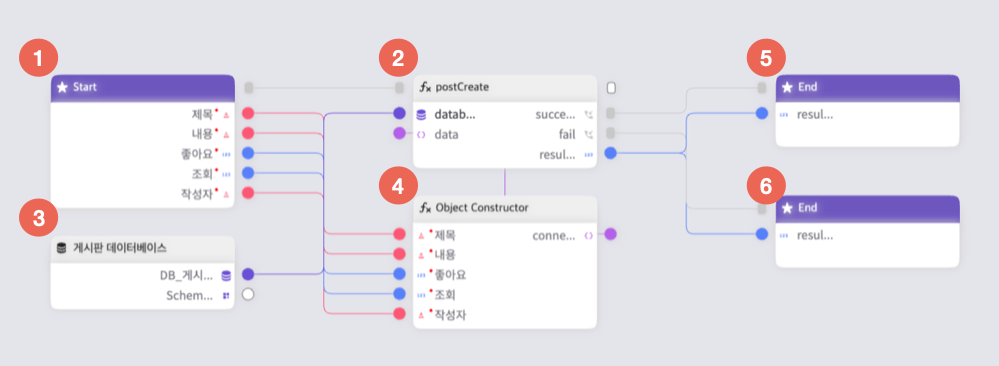 1
Start
제목
내용
좋아요
조회
작성자
2
postCreate
datab...
succe...
data
fail
resul...
3
게시판 데이터베이스
DB_게시...
Schem...
4
Object Constructor
제목
conne...
내용
좋아요
조회
작성자
5
End
resul...
6
End
resul...